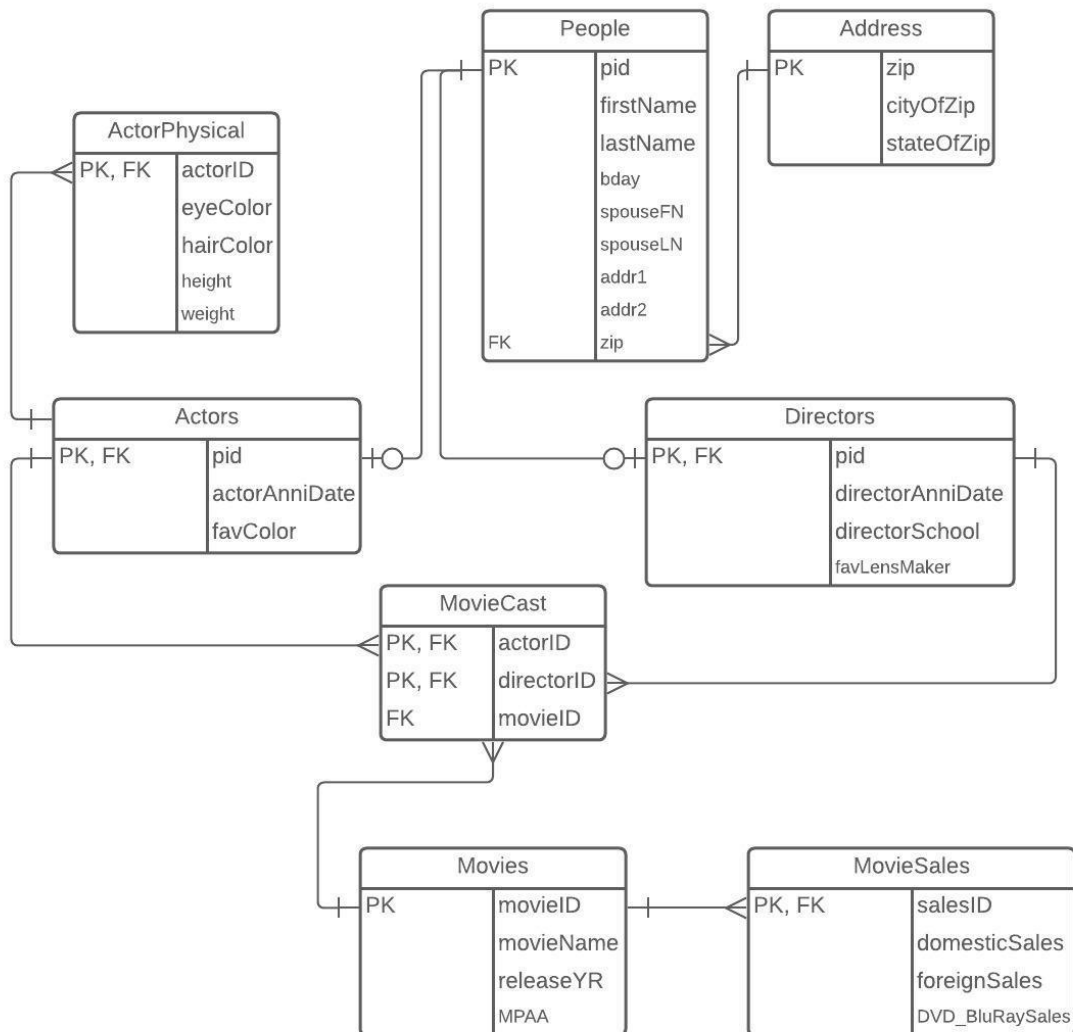 People
PK pid
firstName
lastName
bday
spouseFN
spouseLN
addr1
addr2
FK zip
Address
PK zip
cityOfZip
stateOfZip
ActorPhysical
PK, FK actorID
eyeColor
hairColor
height
weight
Actors
PK, FK pid
actorAnniDate
favColor
Directors
PK, FK pid
directorAnniDate
directorSchool
favLensMaker
MovieCast
PK, FK actorID
PK, FK directorID
FK movieID
Movies
PK movieID
movieName
releaseYR
MPAA
MovieSales
PK, FK salesID
domesticSales
foreignSales
DVD_BluRaySales